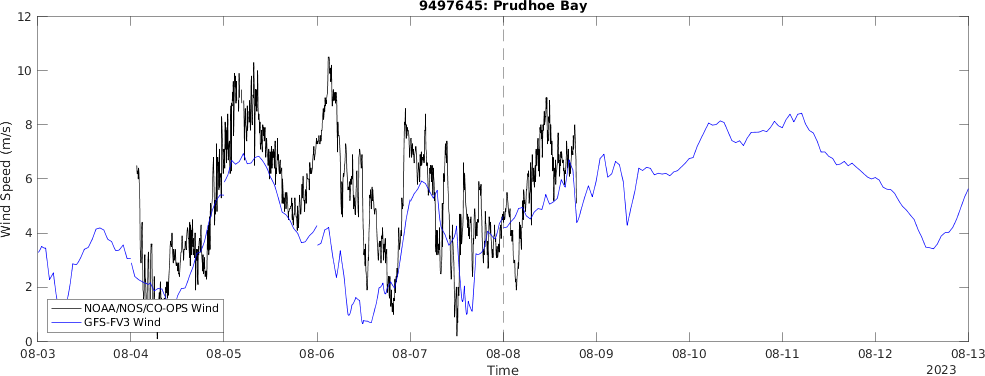 9497645: Prudhoe Bay
12
10
8
6
4
2
0
Wind Speed (m/s)
NOAA/NOS/CO-OPS Wind
GFS-FV3 Wind
08-03 08-04 08-05 08-06 08-07 08-08 08-09 08-10 08-11 08-12 08-13
Time
2023